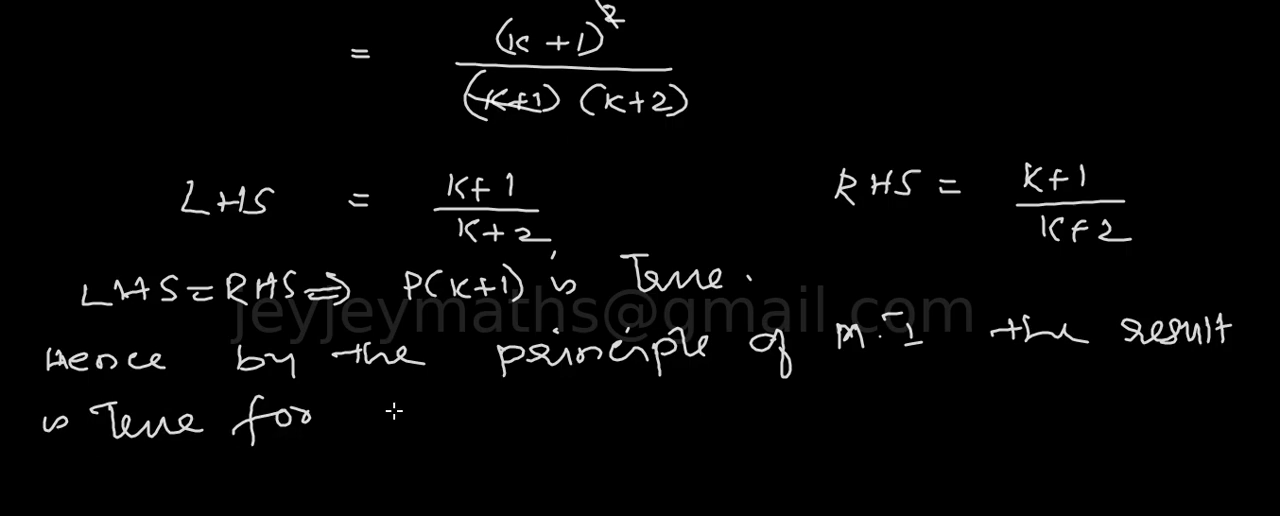 = (K+1)^2 / (K+1) (K+2)
LHS = K+1 / K+2 RHS = K+1 / K+2
LHS = RHS ⇒ P(K+1) is True.
jeyjeymaths@gmail.com
Hence by the principle of M.I the result
is True for